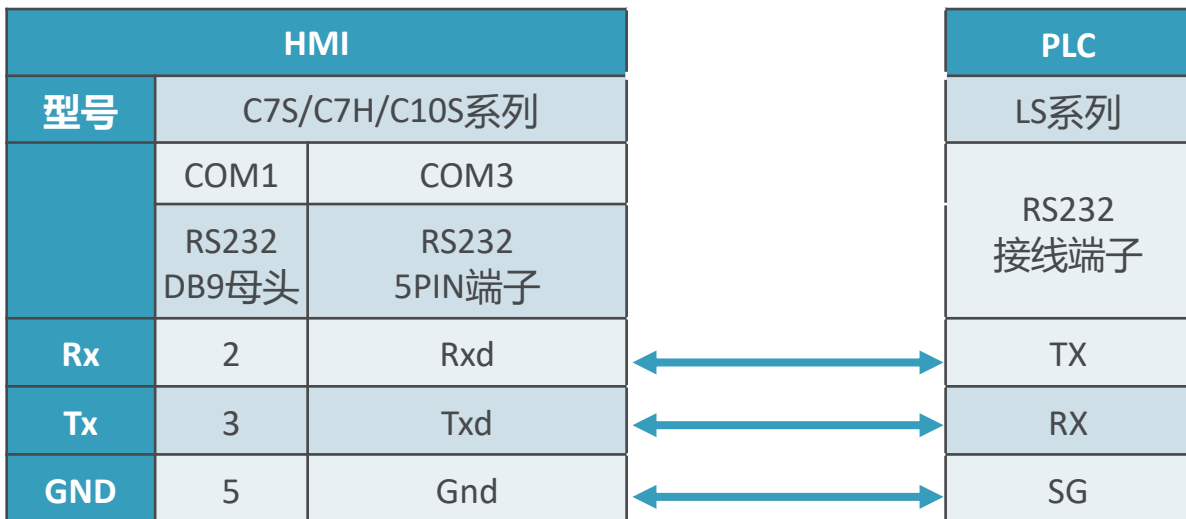 HMI
PLC
型号
C7S/C7H/C10S系列
LS系列
COM1
COM3
RS232
DB9母头
RS232
5PIN端子
RS232
接线端子
Rx
2
Rxd
TX
Tx
3
Txd
RX
GND
5
Gnd
SG